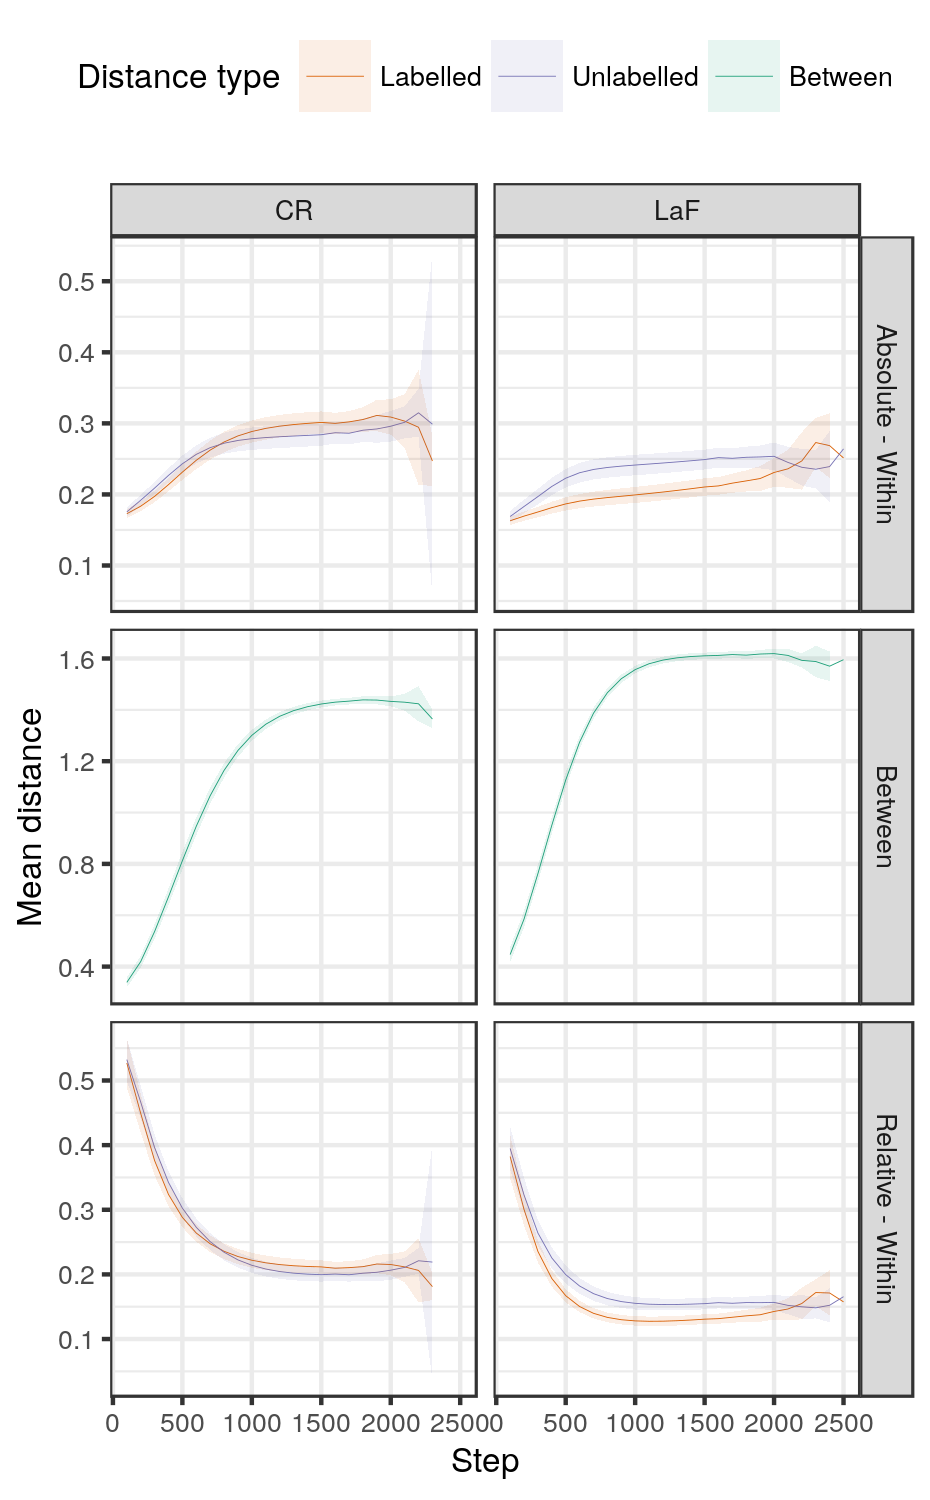 Distance type Labelled Unlabelled Between
CR LaF
0.5
0.4
0.3
0.2
0.1
Absolute - Within
1.6
1.2
0.8
0.4
Between
0.5
0.4
0.3
0.2
0.1
Relative - Within
Mean distance
0 500 1000 1500 2000 2500 0 500 1000 1500 2000 2500
Step